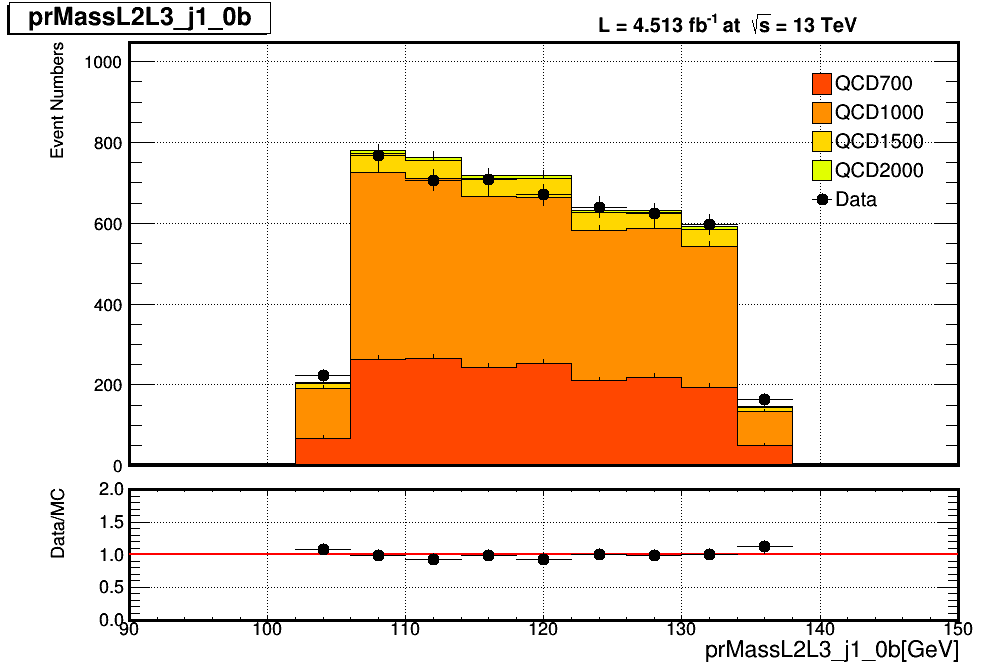 prMassL2L3_j1_0b
L = 4.513 fb-1 at √s = 13 TeV
Event Numbers
1000
800
600
400
200
0
QCD700
QCD1000
QCD1500
QCD2000
Data
Data/MC
2.0
1.5
1.0
0.5
0.0
90 100 110 120 130 140 150
prMassL2L3_j1_0b[GeV]